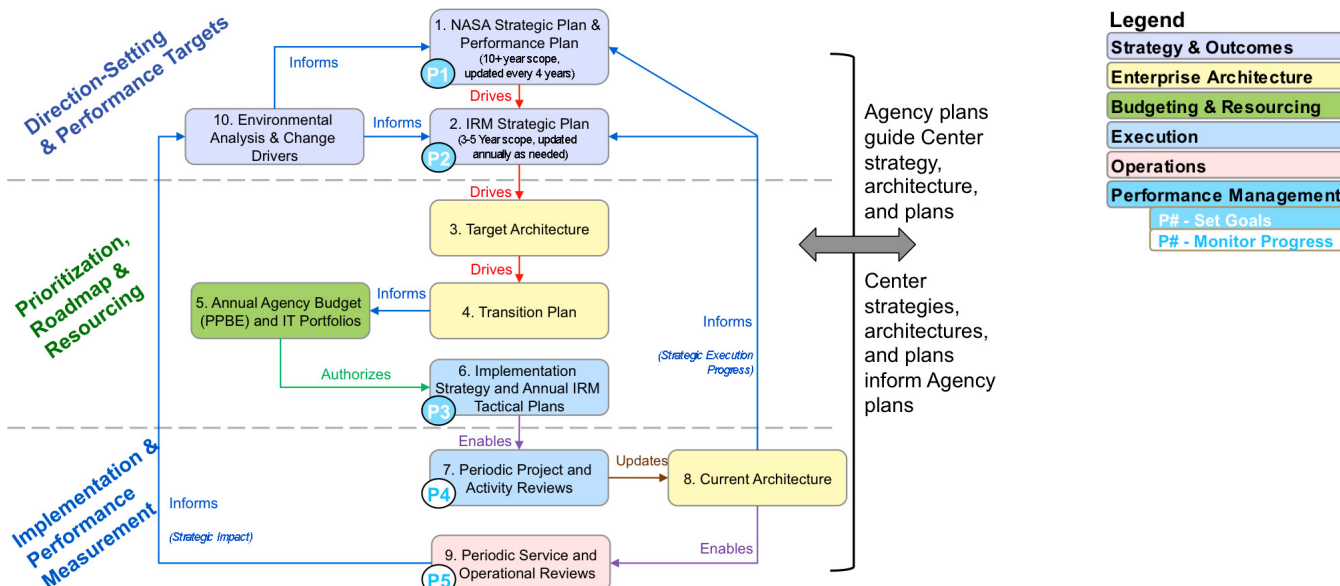 Direction-Setting
& Performance Targets
1. NASA Strategic Plan &
Performance Plan
(10+ year scope,
updated every 4 years)
P1
Informs
Drives
10. Environmental
Analysis & Change
Drivers
Informs
2. IRM Strategic Plan
(3-5 Year scope, updated
annually as needed)
P2
Drives
Prioritization,
Roadmap &
Resourcing
3. Target Architecture
Drives
4. Transition Plan
Informs
5. Annual Agency Budget
(PPBE) and IT Portfolios
Authorizes
6. Implementation
Strategy and Annual IRM
Tactical Plans
P3
Informs
(Strategic Execution
Progress)
Implementation &
Performance
Measurement
Enables
7. Periodic Project and
Activity Reviews
P4
Updates
8. Current Architecture
Informs
(Strategic Impact)
Enables
9. Periodic Service and
Operational Reviews
P5
Agency plans
guide Center
strategy,
architecture,
and plans
Center
strategies,
architectures,
and plans
inform Agency
plans
Legend
Strategy & Outcomes
Enterprise Architecture
Budgeting & Resourcing
Execution
Operations
Performance Management
P# - Set Goals
P# - Monitor Progress